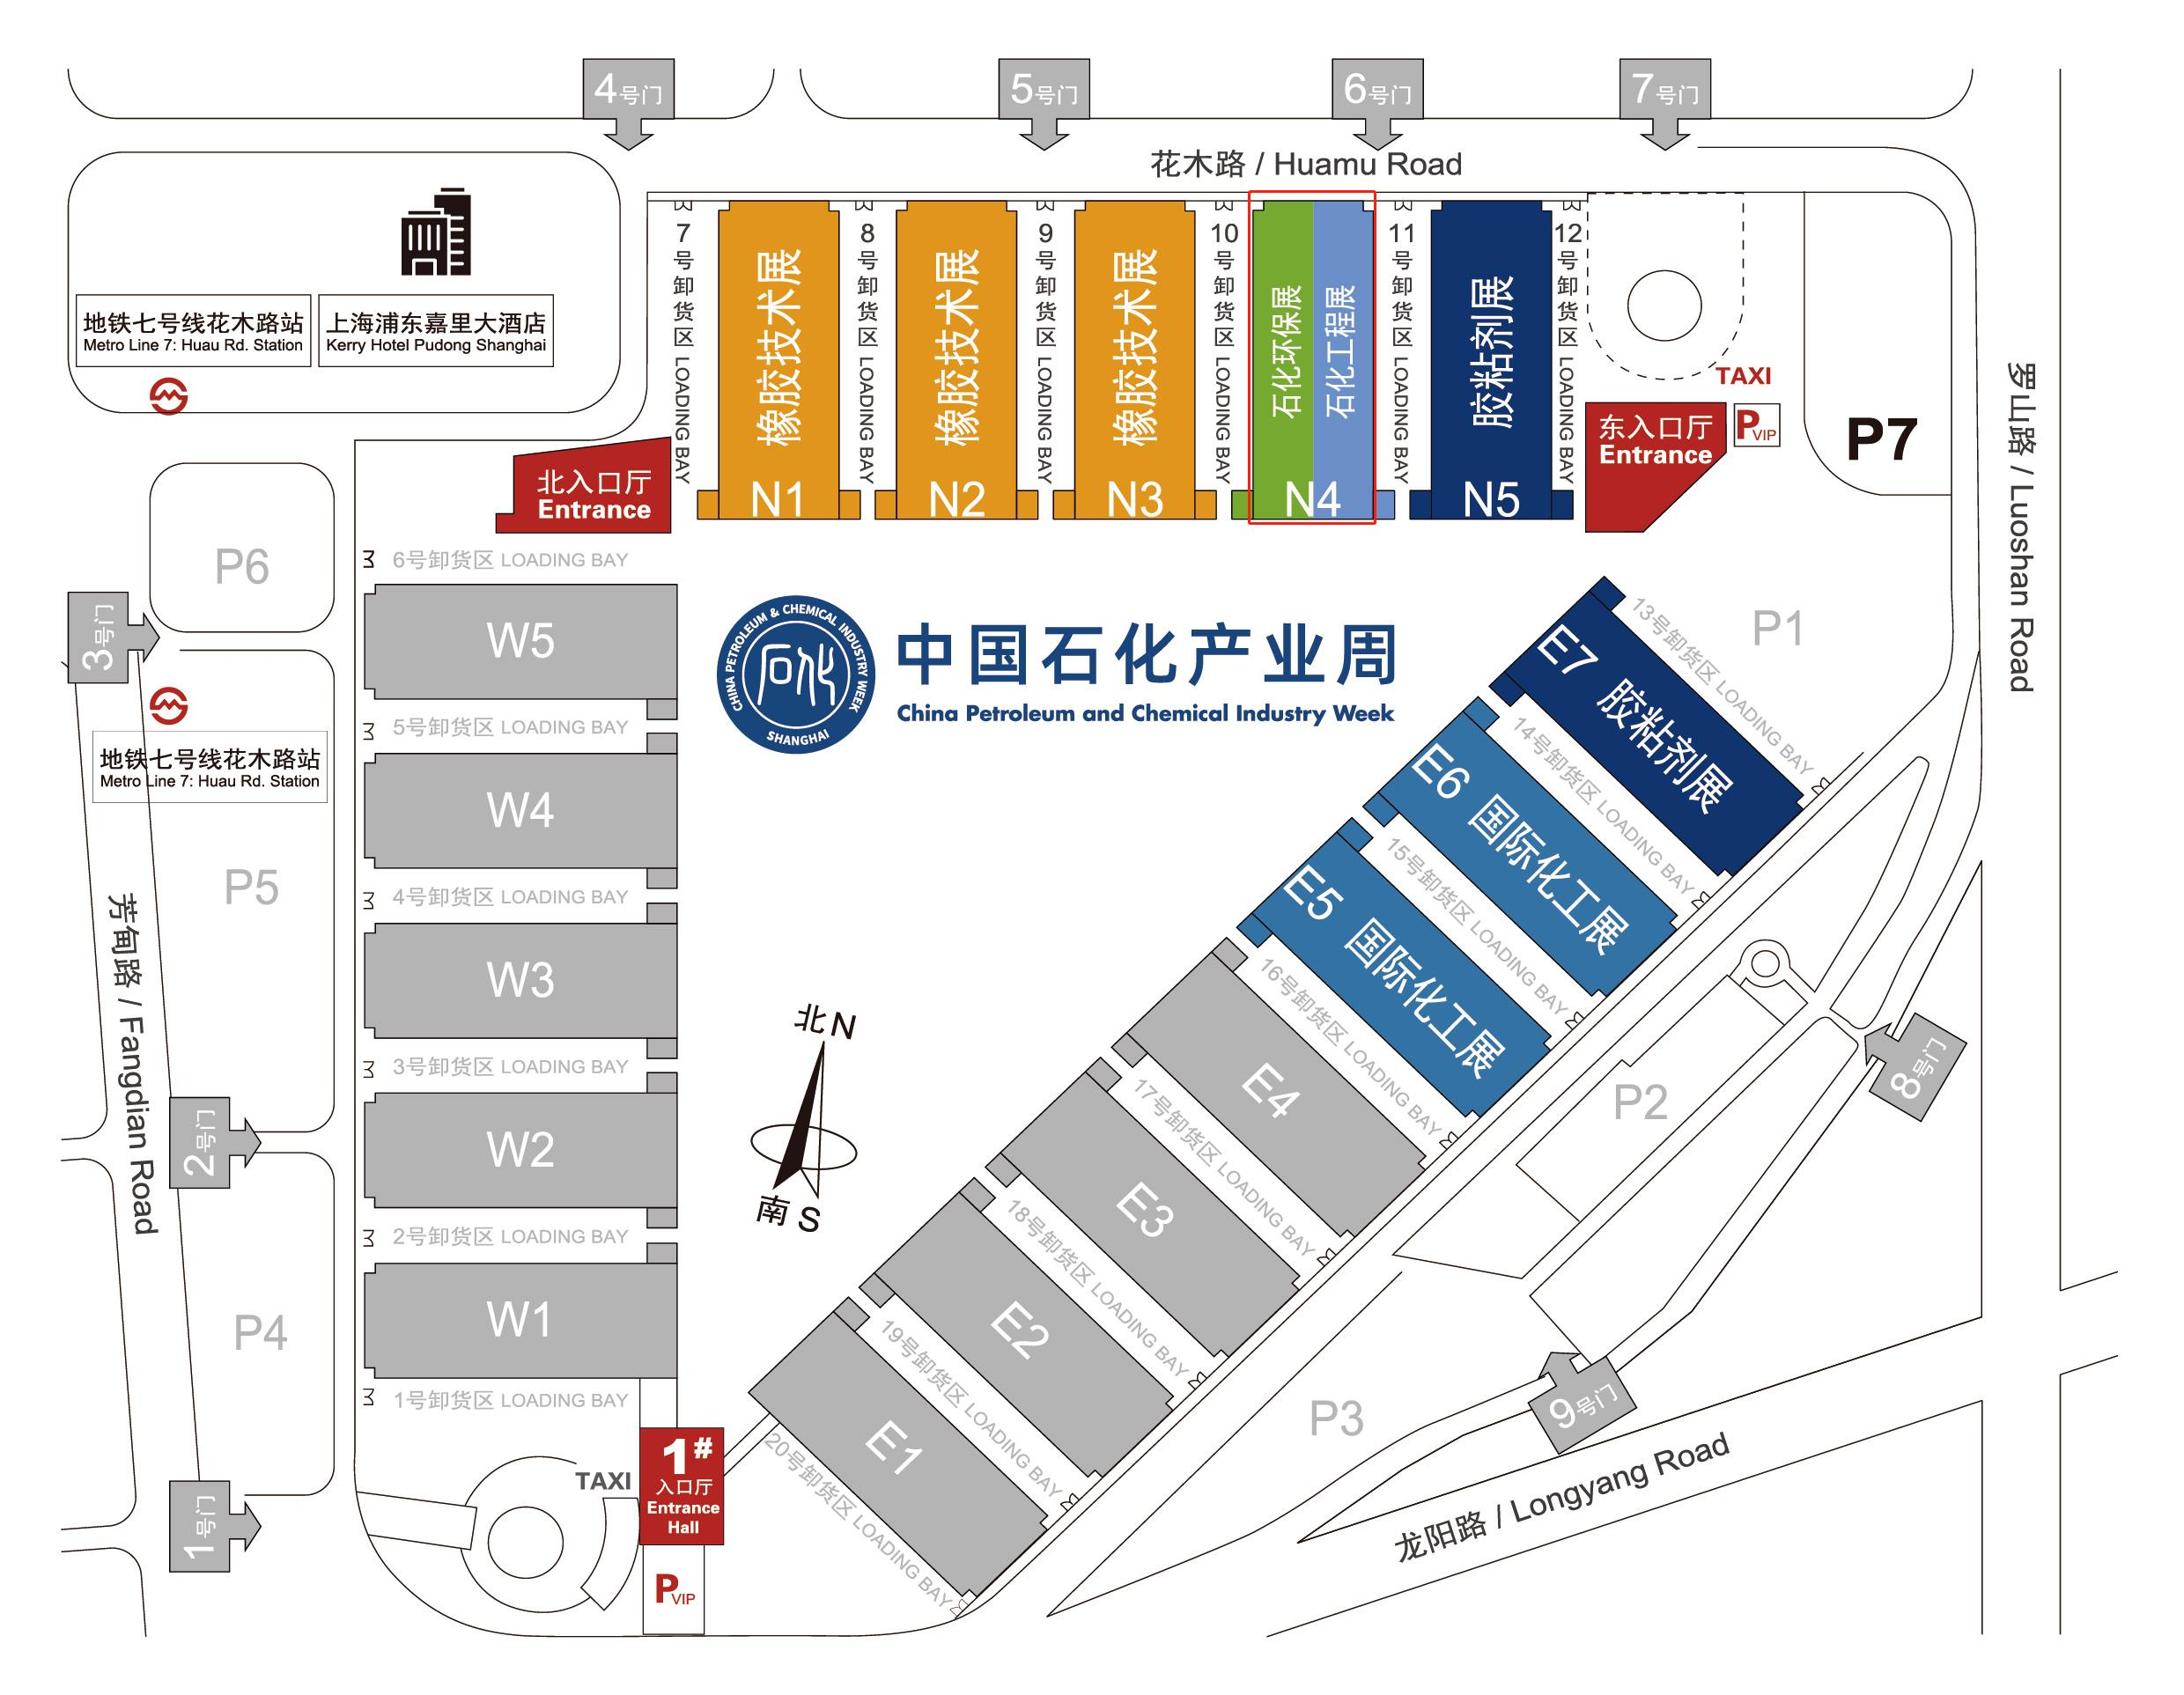 4号门
5号门
6号门
7号门
花木路 / Huamu Road
地铁七号线花木路站
Metro Line 7: Huau Rd. Station
上海浦东嘉里大酒店
Kerry Hotel Pudong Shanghai
7号卸货区 LOADING BAY
橡胶技术展
N1
8号卸货区 LOADING BAY
橡胶技术展
N2
9号卸货区 LOADING BAY
橡胶技术展
N3
10号卸货区 LOADING BAY
石化环保展
石化工程展
N4
11号卸货区 LOADING BAY
胶粘剂展
N5
12号卸货区 LOADING BAY
TAXI
东入口厅
Entrance
PVIP
P7
罗山路 / Luoshan Road
北入口厅
Entrance
P6
3号门
地铁七号线花木路站
Metro Line 7: Huau Rd. Station
P5
芳甸路 / Fangdian Road
2号门
P4
1号门
6号卸货区 LOADING BAY
W5
5号卸货区 LOADING BAY
W4
4号卸货区 LOADING BAY
W3
3号卸货区 LOADING BAY
W2
2号卸货区 LOADING BAY
W1
1号卸货区 LOADING BAY
CHINA PETROLEUM & CHEMICAL INDUSTRY WEEK
石化
SHANGHAI
中国石化产业周
China Petroleum and Chemical Industry Week
北 N
南 S
P1
13号卸货区 LOADING BAY
E7 胶粘剂展
14号卸货区 LOADING BAY
E6 国际化工展
15号卸货区 LOADING BAY
E5 国际化工展
16号卸货区 LOADING BAY
E4
17号卸货区 LOADING BAY
E3
18号卸货区 LOADING BAY
E2
19号卸货区 LOADING BAY
E1
20号卸货区 LOADING BAY
P2
8号门
P3
9号门
龙阳路 / Longyang Road
TAXI
1#
入口厅
Entrance
Hall
PVIP